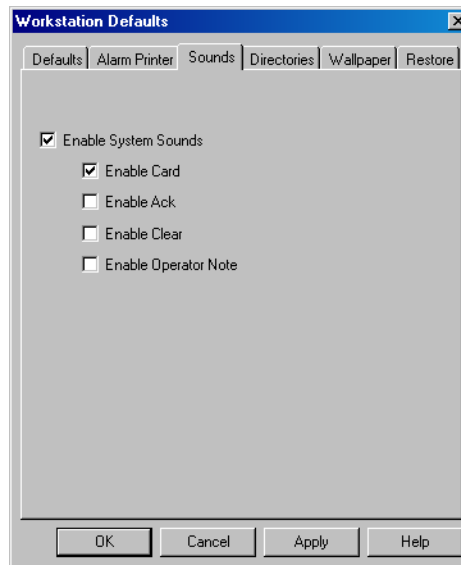 Workstation Defaults
Defaults Alarm Printer Sounds Directories Wallpaper Restore
Enable System Sounds
Enable Card
Enable Ack
Enable Clear
Enable Operator Note
OK Cancel Apply Help